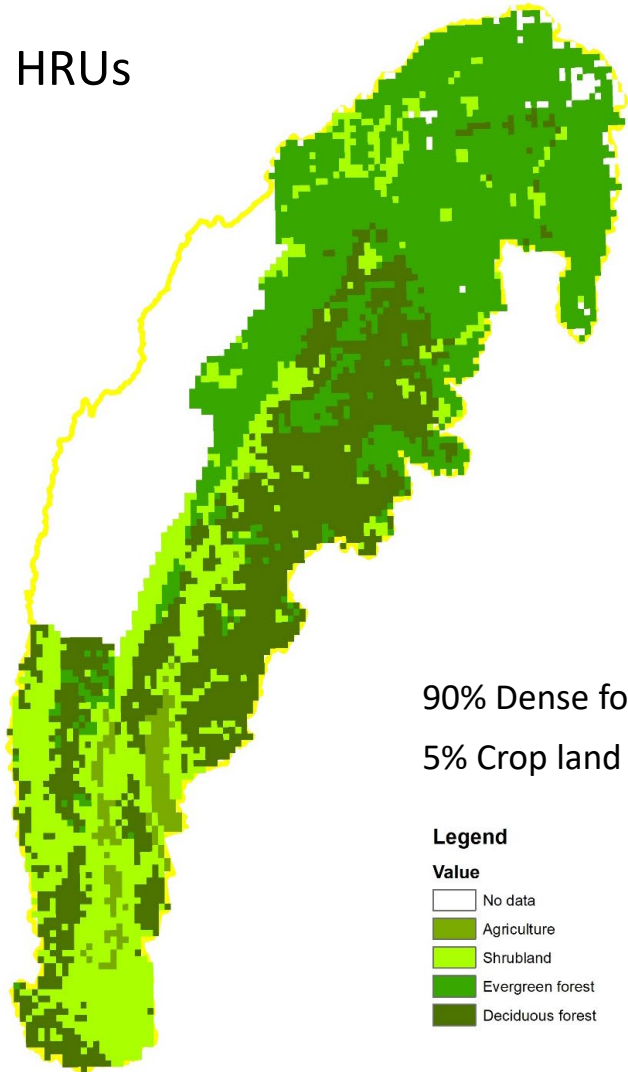 HRUs
90% Dense fo
5% Crop land
Legend
Value
No data
Agriculture
Shrubland
Evergreen forest
Deciduous forest